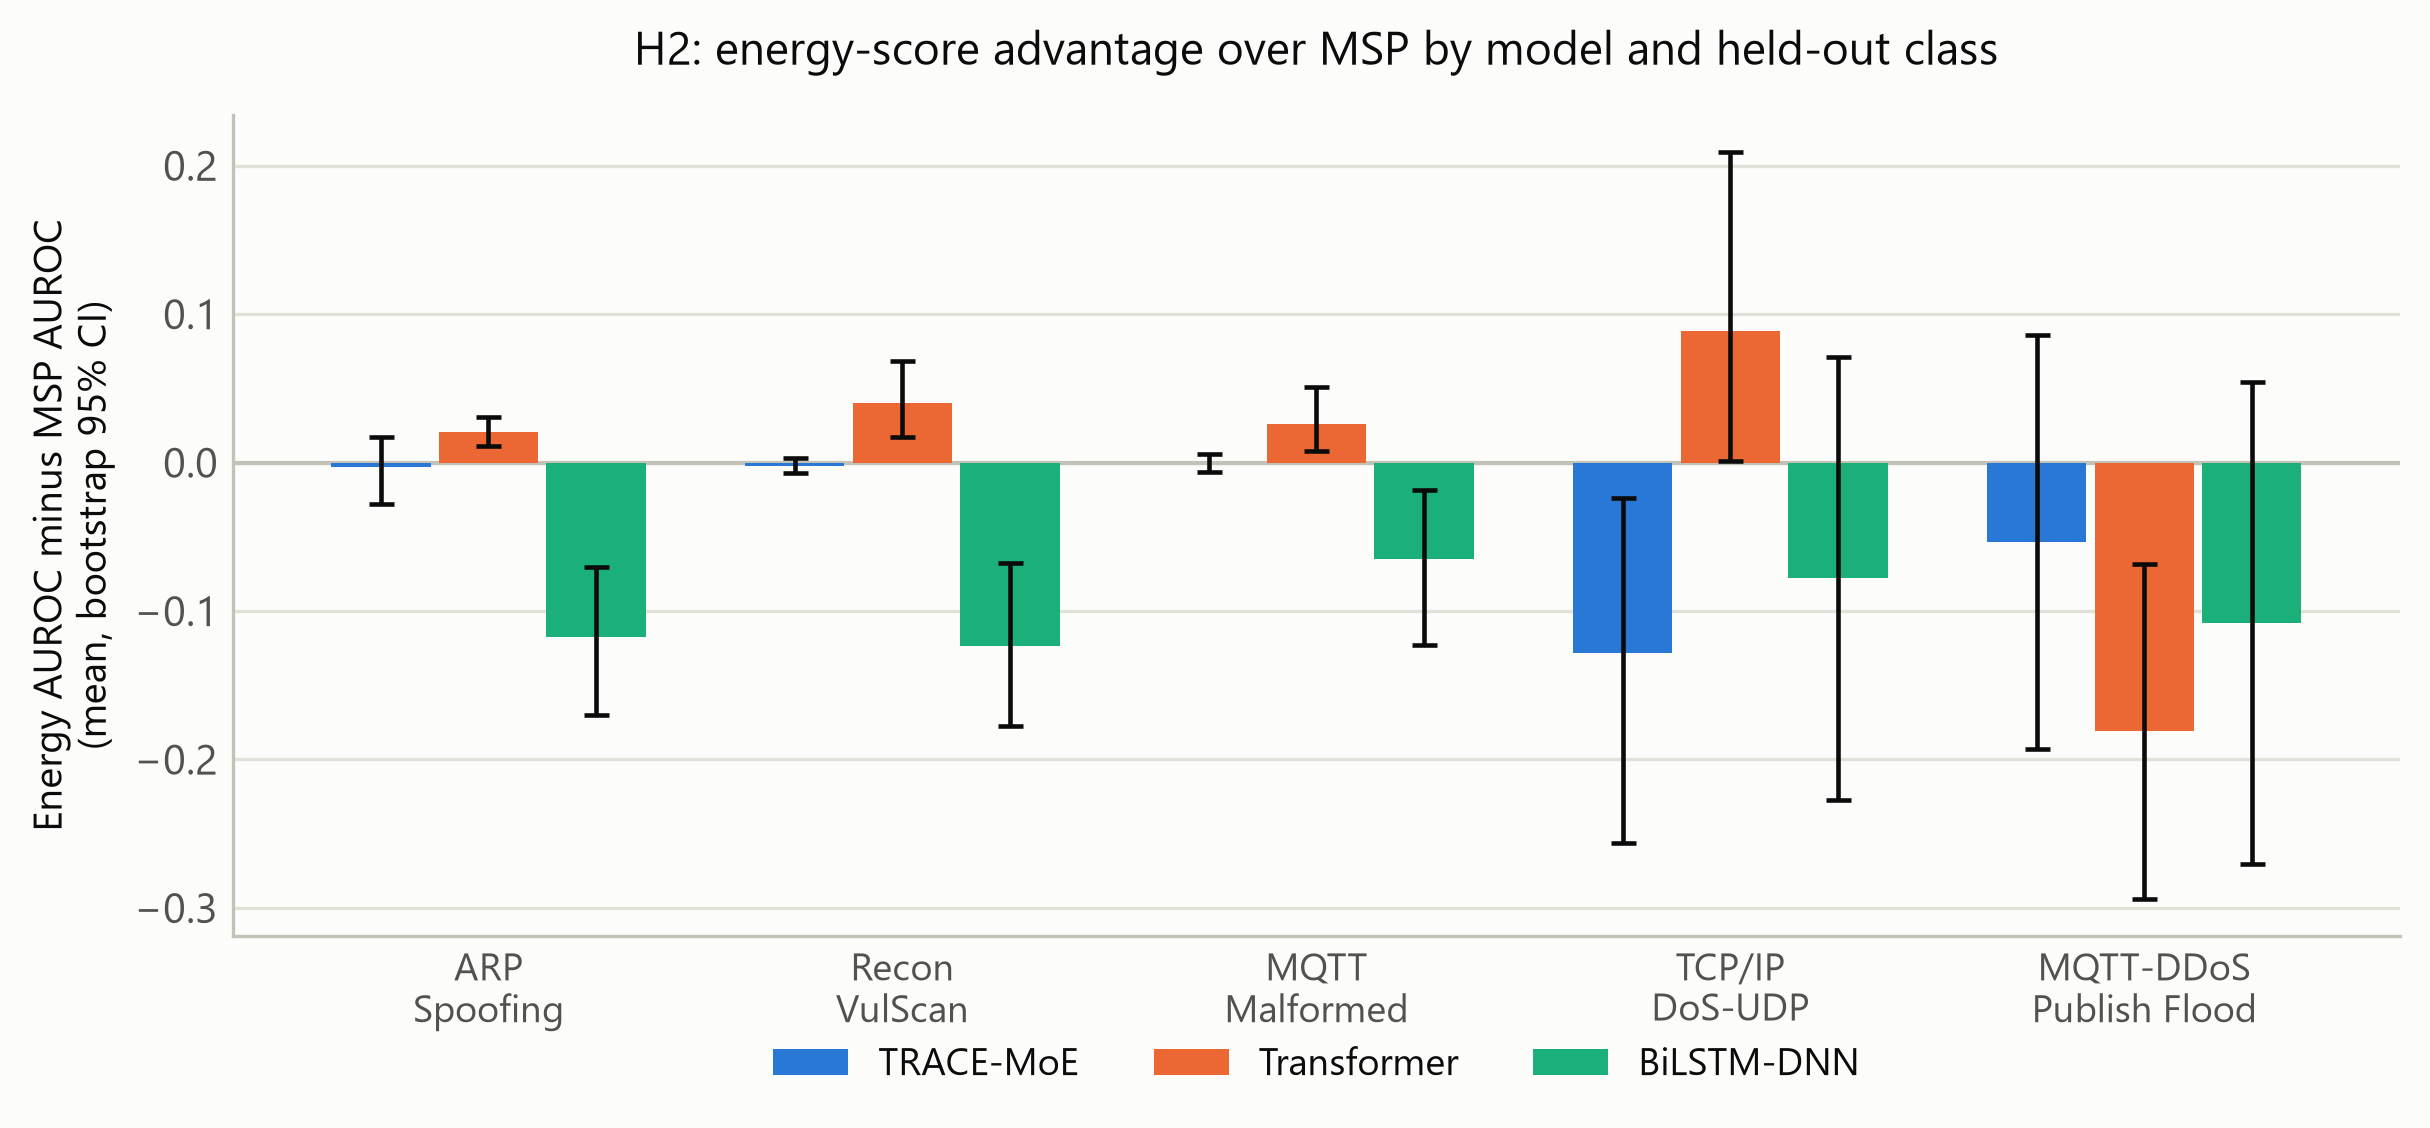 H2: energy-score advantage over MSP by model and held-out class
Energy AUROC minus MSP AUROC
(mean, bootstrap 95% CI)
0.2
0.1
0.0
−0.1
−0.2
−0.3
ARP
Spoofing
Recon
VulScan
MQTT
Malformed
TCP/IP
DoS-UDP
MQTT-DDoS
Publish Flood
TRACE-MoE
Transformer
BiLSTM-DNN